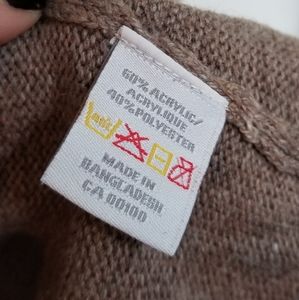 60% ACRYLIC/
ACRYLIQUE
40% POLYESTER
MADE IN
BANGLADESH
CA 00100